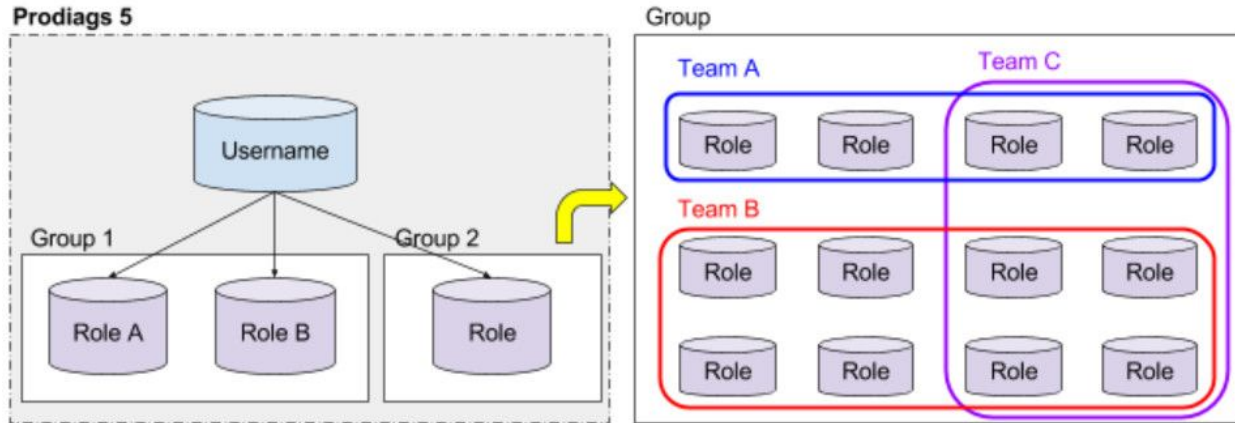 Prodiags 5
Username
Group 1
Group 2
Role A
Role B
Role
Group
Team A
Team C
Role
Role
Role
Role
Team B
Role
Role
Role
Role
Role
Role
Role
Role